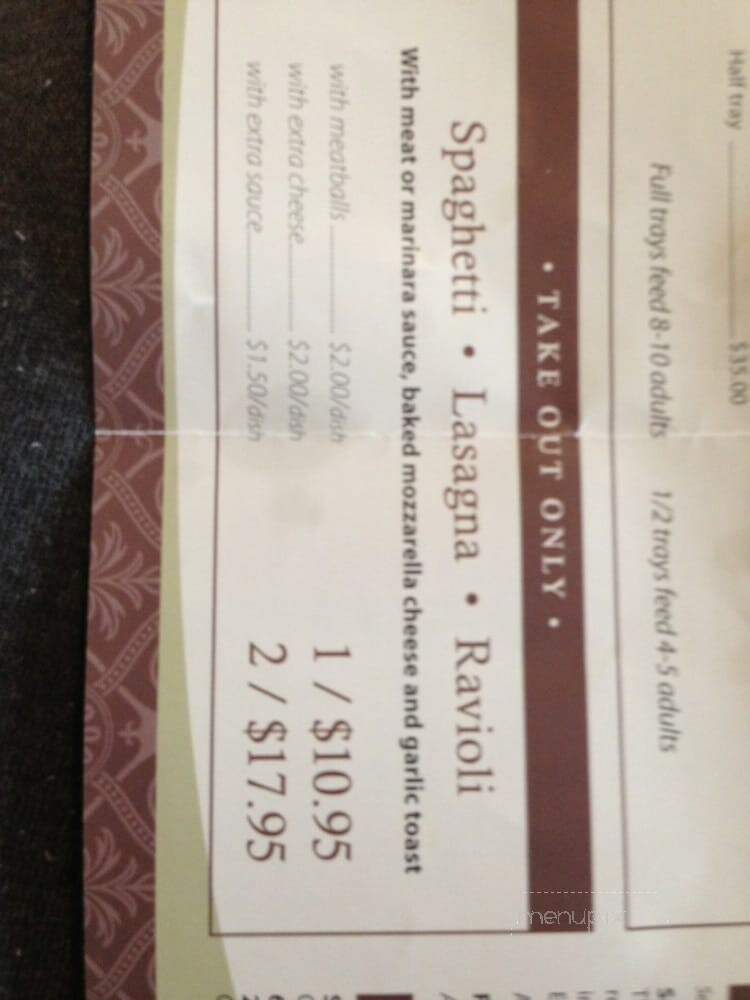 Half tray $35.00
Full trays feed 8-10 adults 1/2 trays feed 4-5 adults
• TAKE OUT ONLY •
Spaghetti • Lasagna • Ravioli
With meat or marinara sauce, baked mozzarella cheese and garlic toast
with meatballs $2.00/dish 1 / $10.95
with extra cheese $2.00/dish
with extra sauce $1.50/dish 2 / $17.95